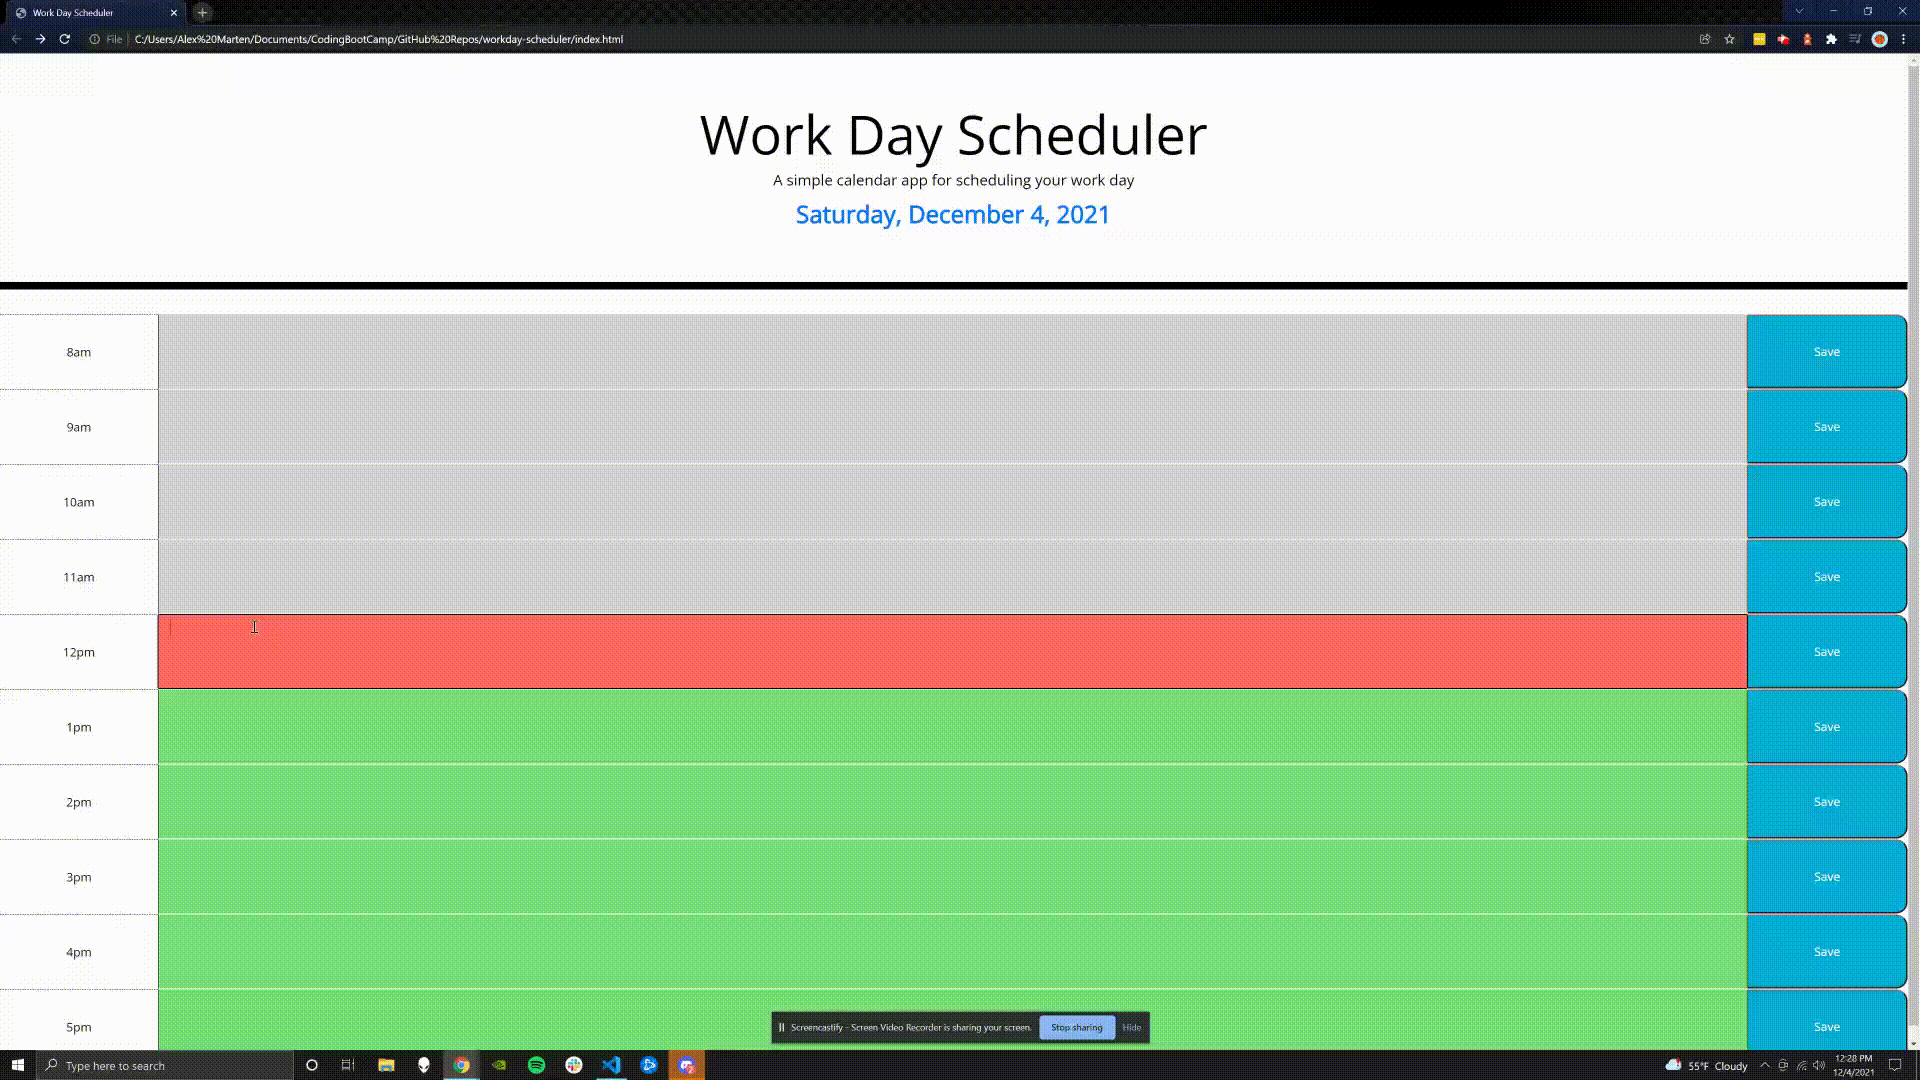 Work Day Scheduler
File
C:/Users/Alex%20Marten/Documents/CodingBootCamp/GitHub%20Repos/workday-scheduler/index.html
Work Day Scheduler
A simple calendar app for scheduling your work day
Saturday, December 4, 2021
8am Save
9am Save
10am Save
11am Save
12pm Save
1pm Save
2pm Save
3pm Save
4pm Save
5pm Save
Screencastify - Screen Video Recorder is sharing your screen. Stop sharing Hide
Type here to search
55°F Cloudy
12:28 PM
12/4/2021